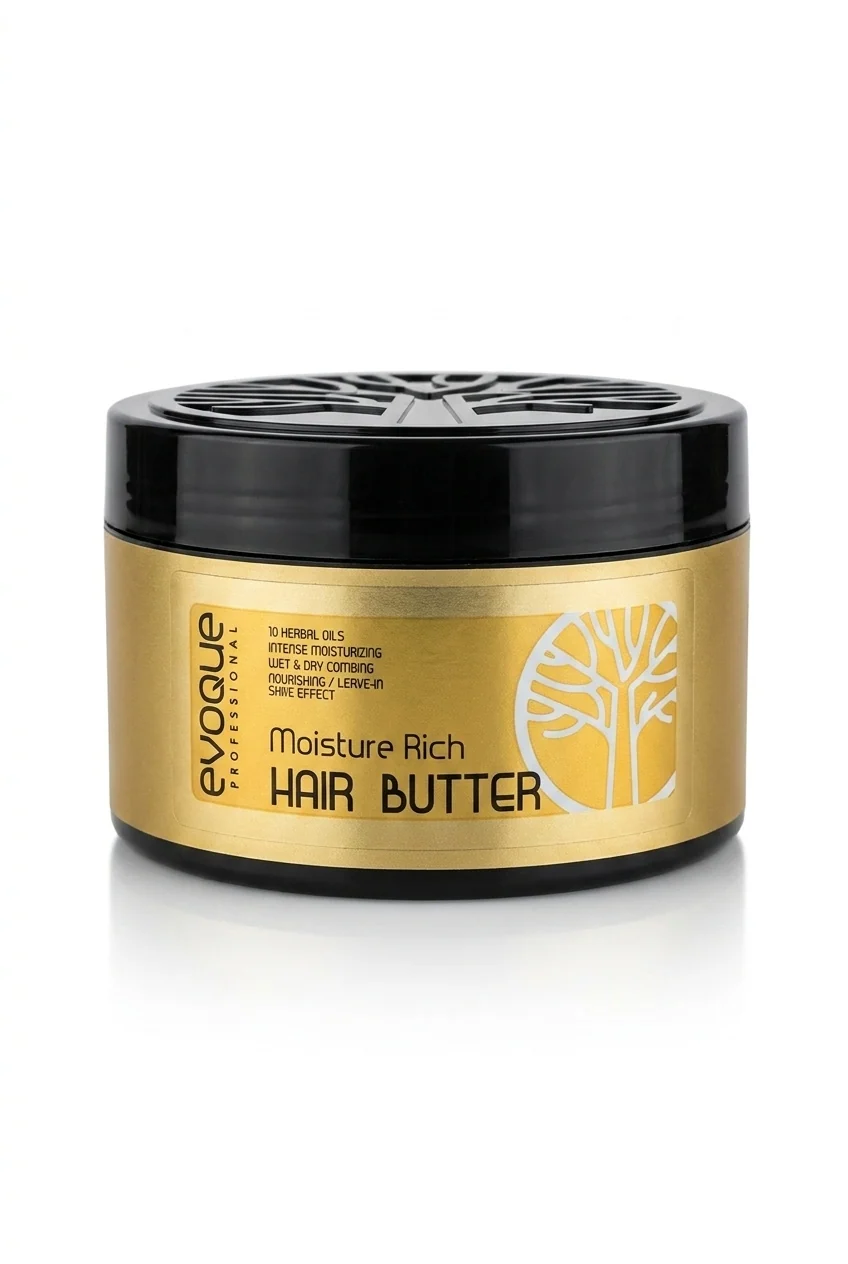 evoque
PROFESSIONAL
10 HERBAL OILS
INTENSE MOISTURIZING
WET & DRY COMBING
NOURISHING / LEAVE-IN
SHINE EFFECT
Moisture Rich
HAIR BUTTER